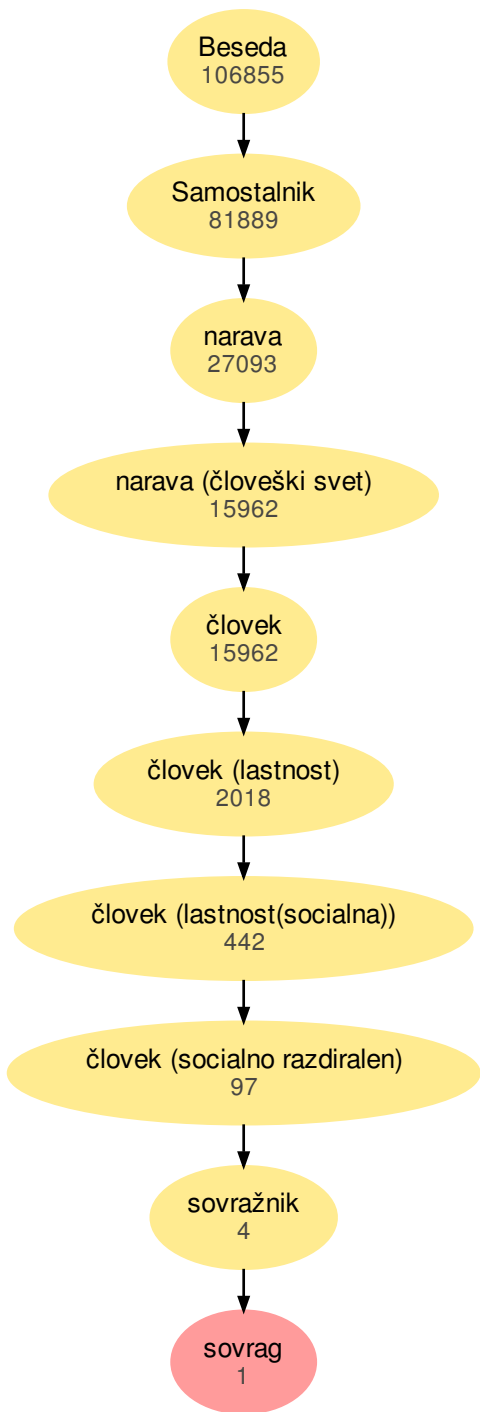 Beseda
106855
Samostalnik
81889
narava
27093
narava (človeški svet)
15962
človek
15962
človek (lastnost)
2018
človek (lastnost(socialna))
442
človek (socialno razdiralen)
97
sovražnik
4
sovrag
1